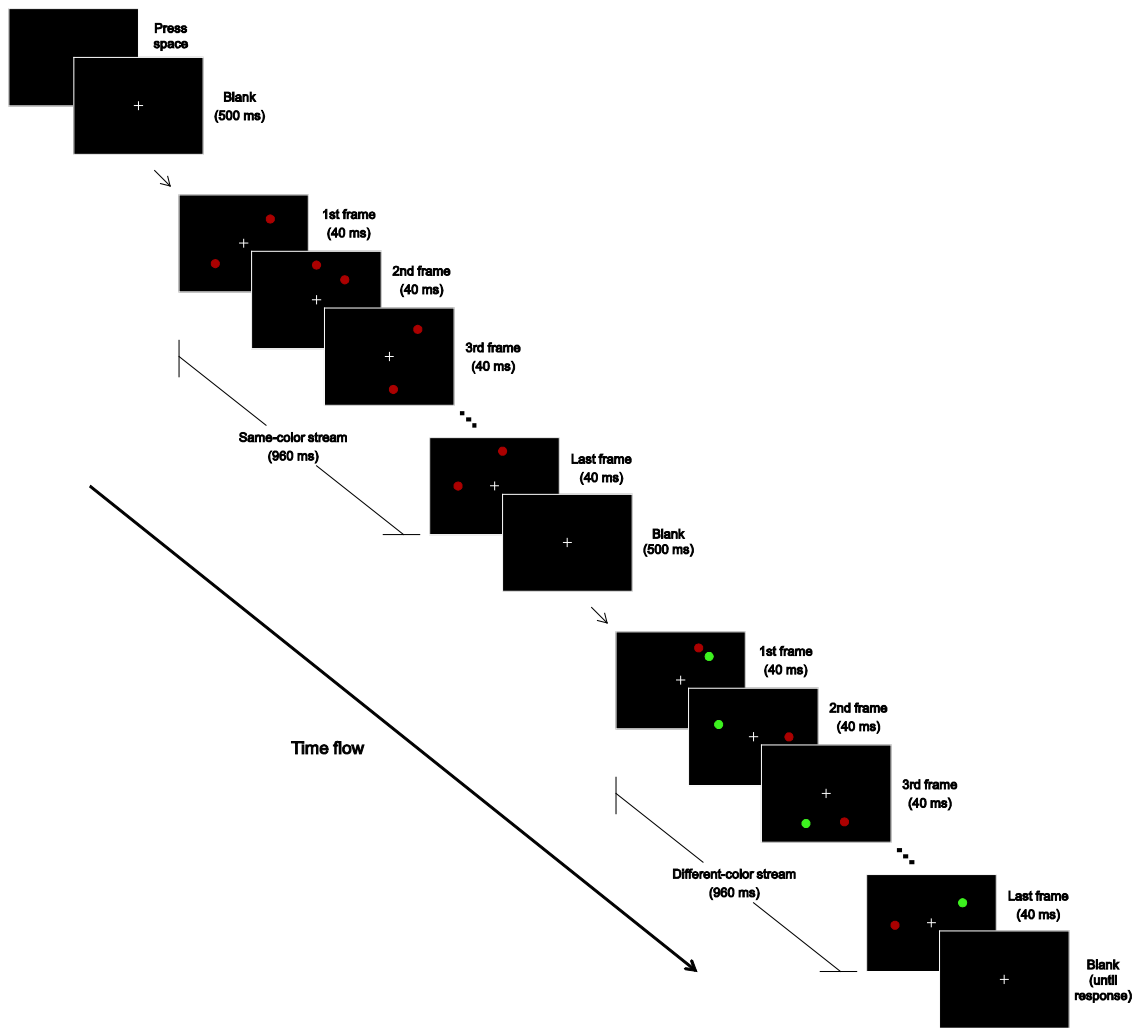 Press
space
Blank
(500 ms)
1st frame
(40 ms)
2nd frame
(40 ms)
3rd frame
(40 ms)
Same-color stream
(960 ms)
Last frame
(40 ms)
Blank
(500 ms)
1st frame
(40 ms)
2nd frame
(40 ms)
Time flow
3rd frame
(40 ms)
Different-color stream
(960 ms)
Last frame
(40 ms)
Blank
(until
response)